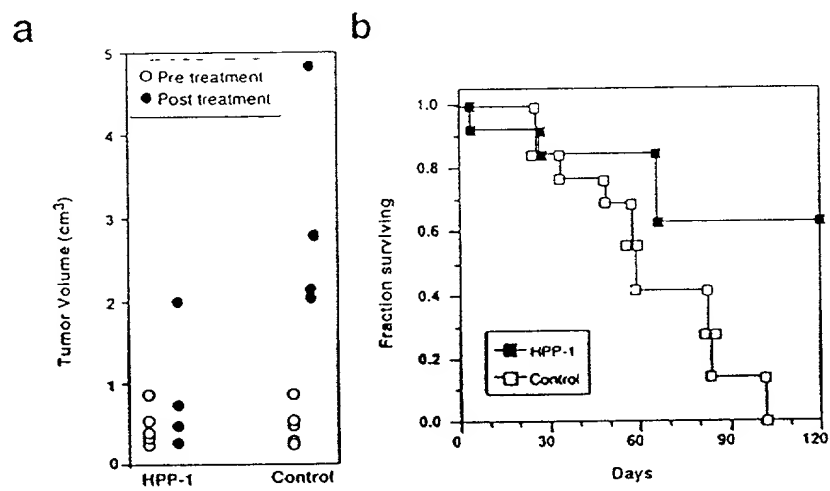 a
5
4
3
2
1
0
Tumor Volume (cm³)
Pre treatment
Post treatment
HPP-1
Control
b
1.0
0.8
0.6
0.4
0.2
0.0
Fraction surviving
HPP-1
Control
0
30
60
90
120
Days